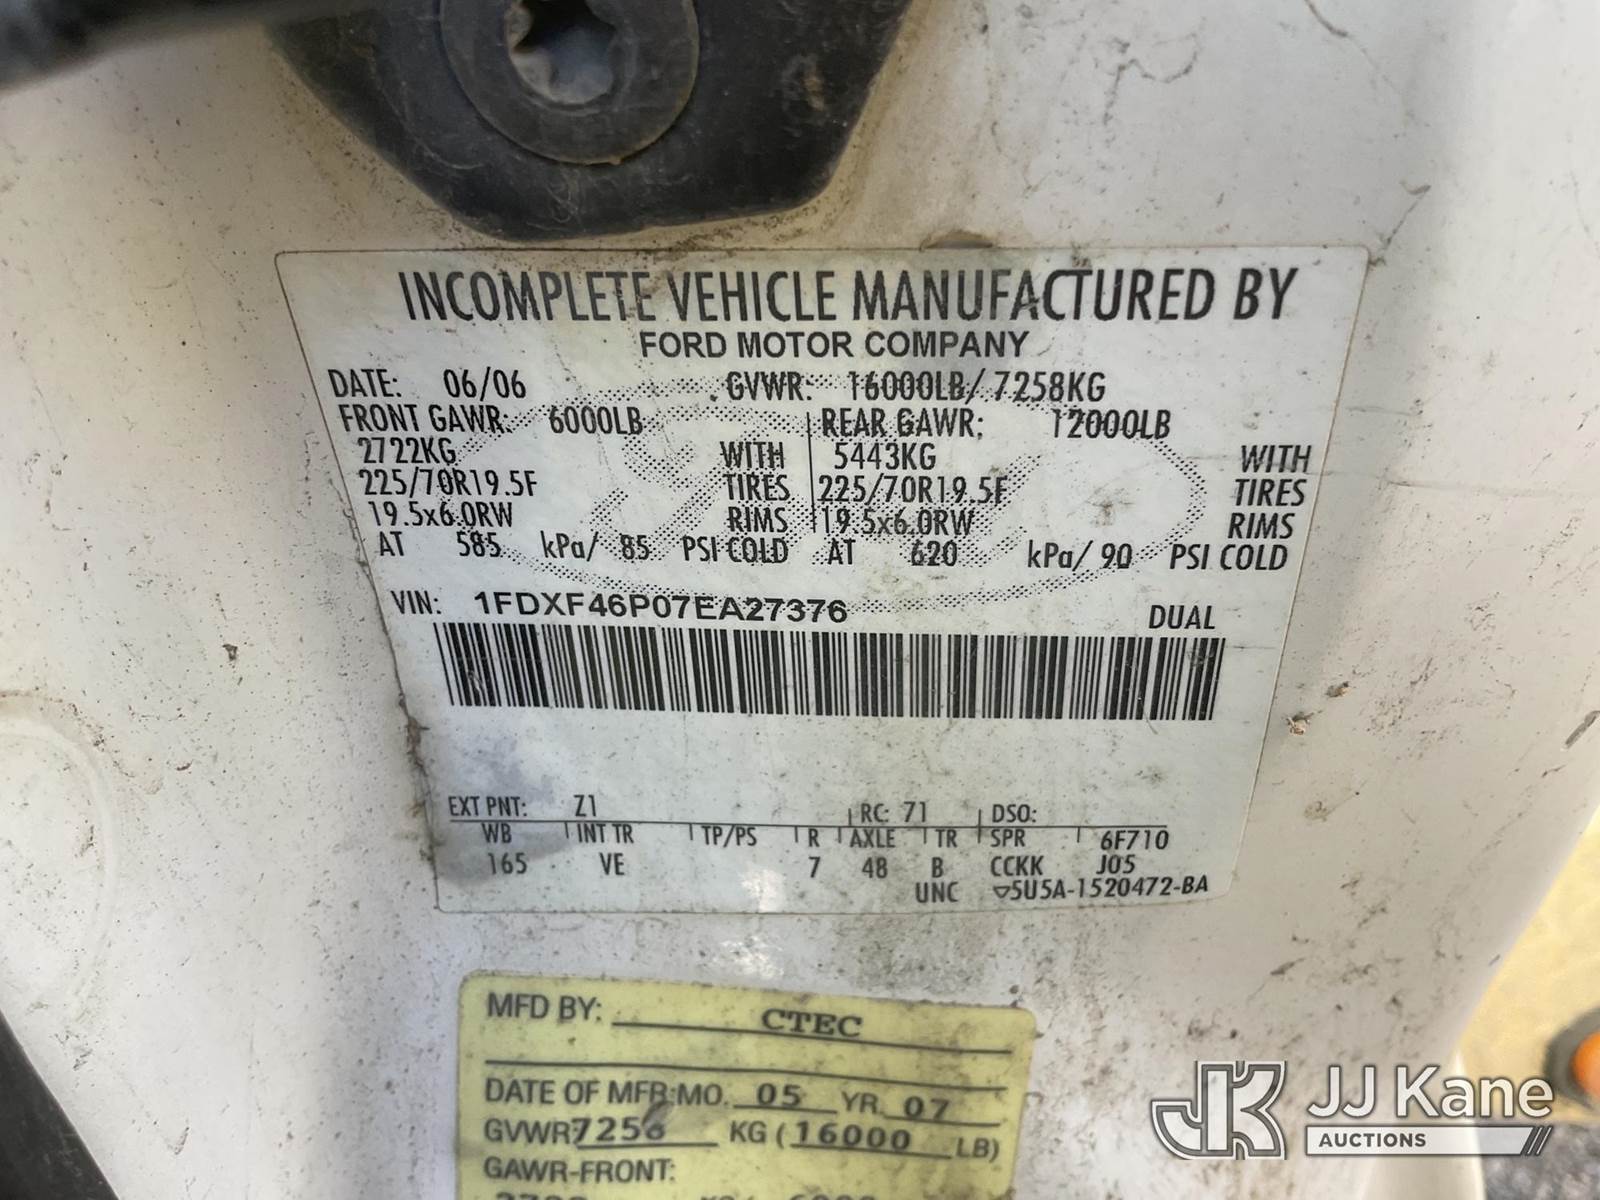 INCOMPLETE VEHICLE MANUFACTURED BY
FORD MOTOR COMPANY
DATE: 06/06 GVWR: 16000LB/ 7258KG
FRONT GAWR: 6000LB REAR GAWR: 12000LB
2722KG WITH 5443KG WITH
225/70R19.5F TIRES 225/70R19.5F TIRES
19.5x6.0RW RIMS 19.5x6.0RW RIMS
AT 585 kPa/ 85 PSI COLD AT 620 kPa/ 90 PSI COLD
VIN: 1FDXF46P07EA27376 DUAL
EXT PNT: Z1 RC: 71 DSO:
WB INT TR TP/PS R AXLE TR SPR 6F710
165 VE 7 48 B CCKK J05
UNC 5U5A-1520472-BA
MFD BY: CTEC
DATE OF MFR:MO. 05 YR. 07
GVWR 7256 KG (16000 LB)
GAWR-FRONT:
JJ Kane
AUCTIONS